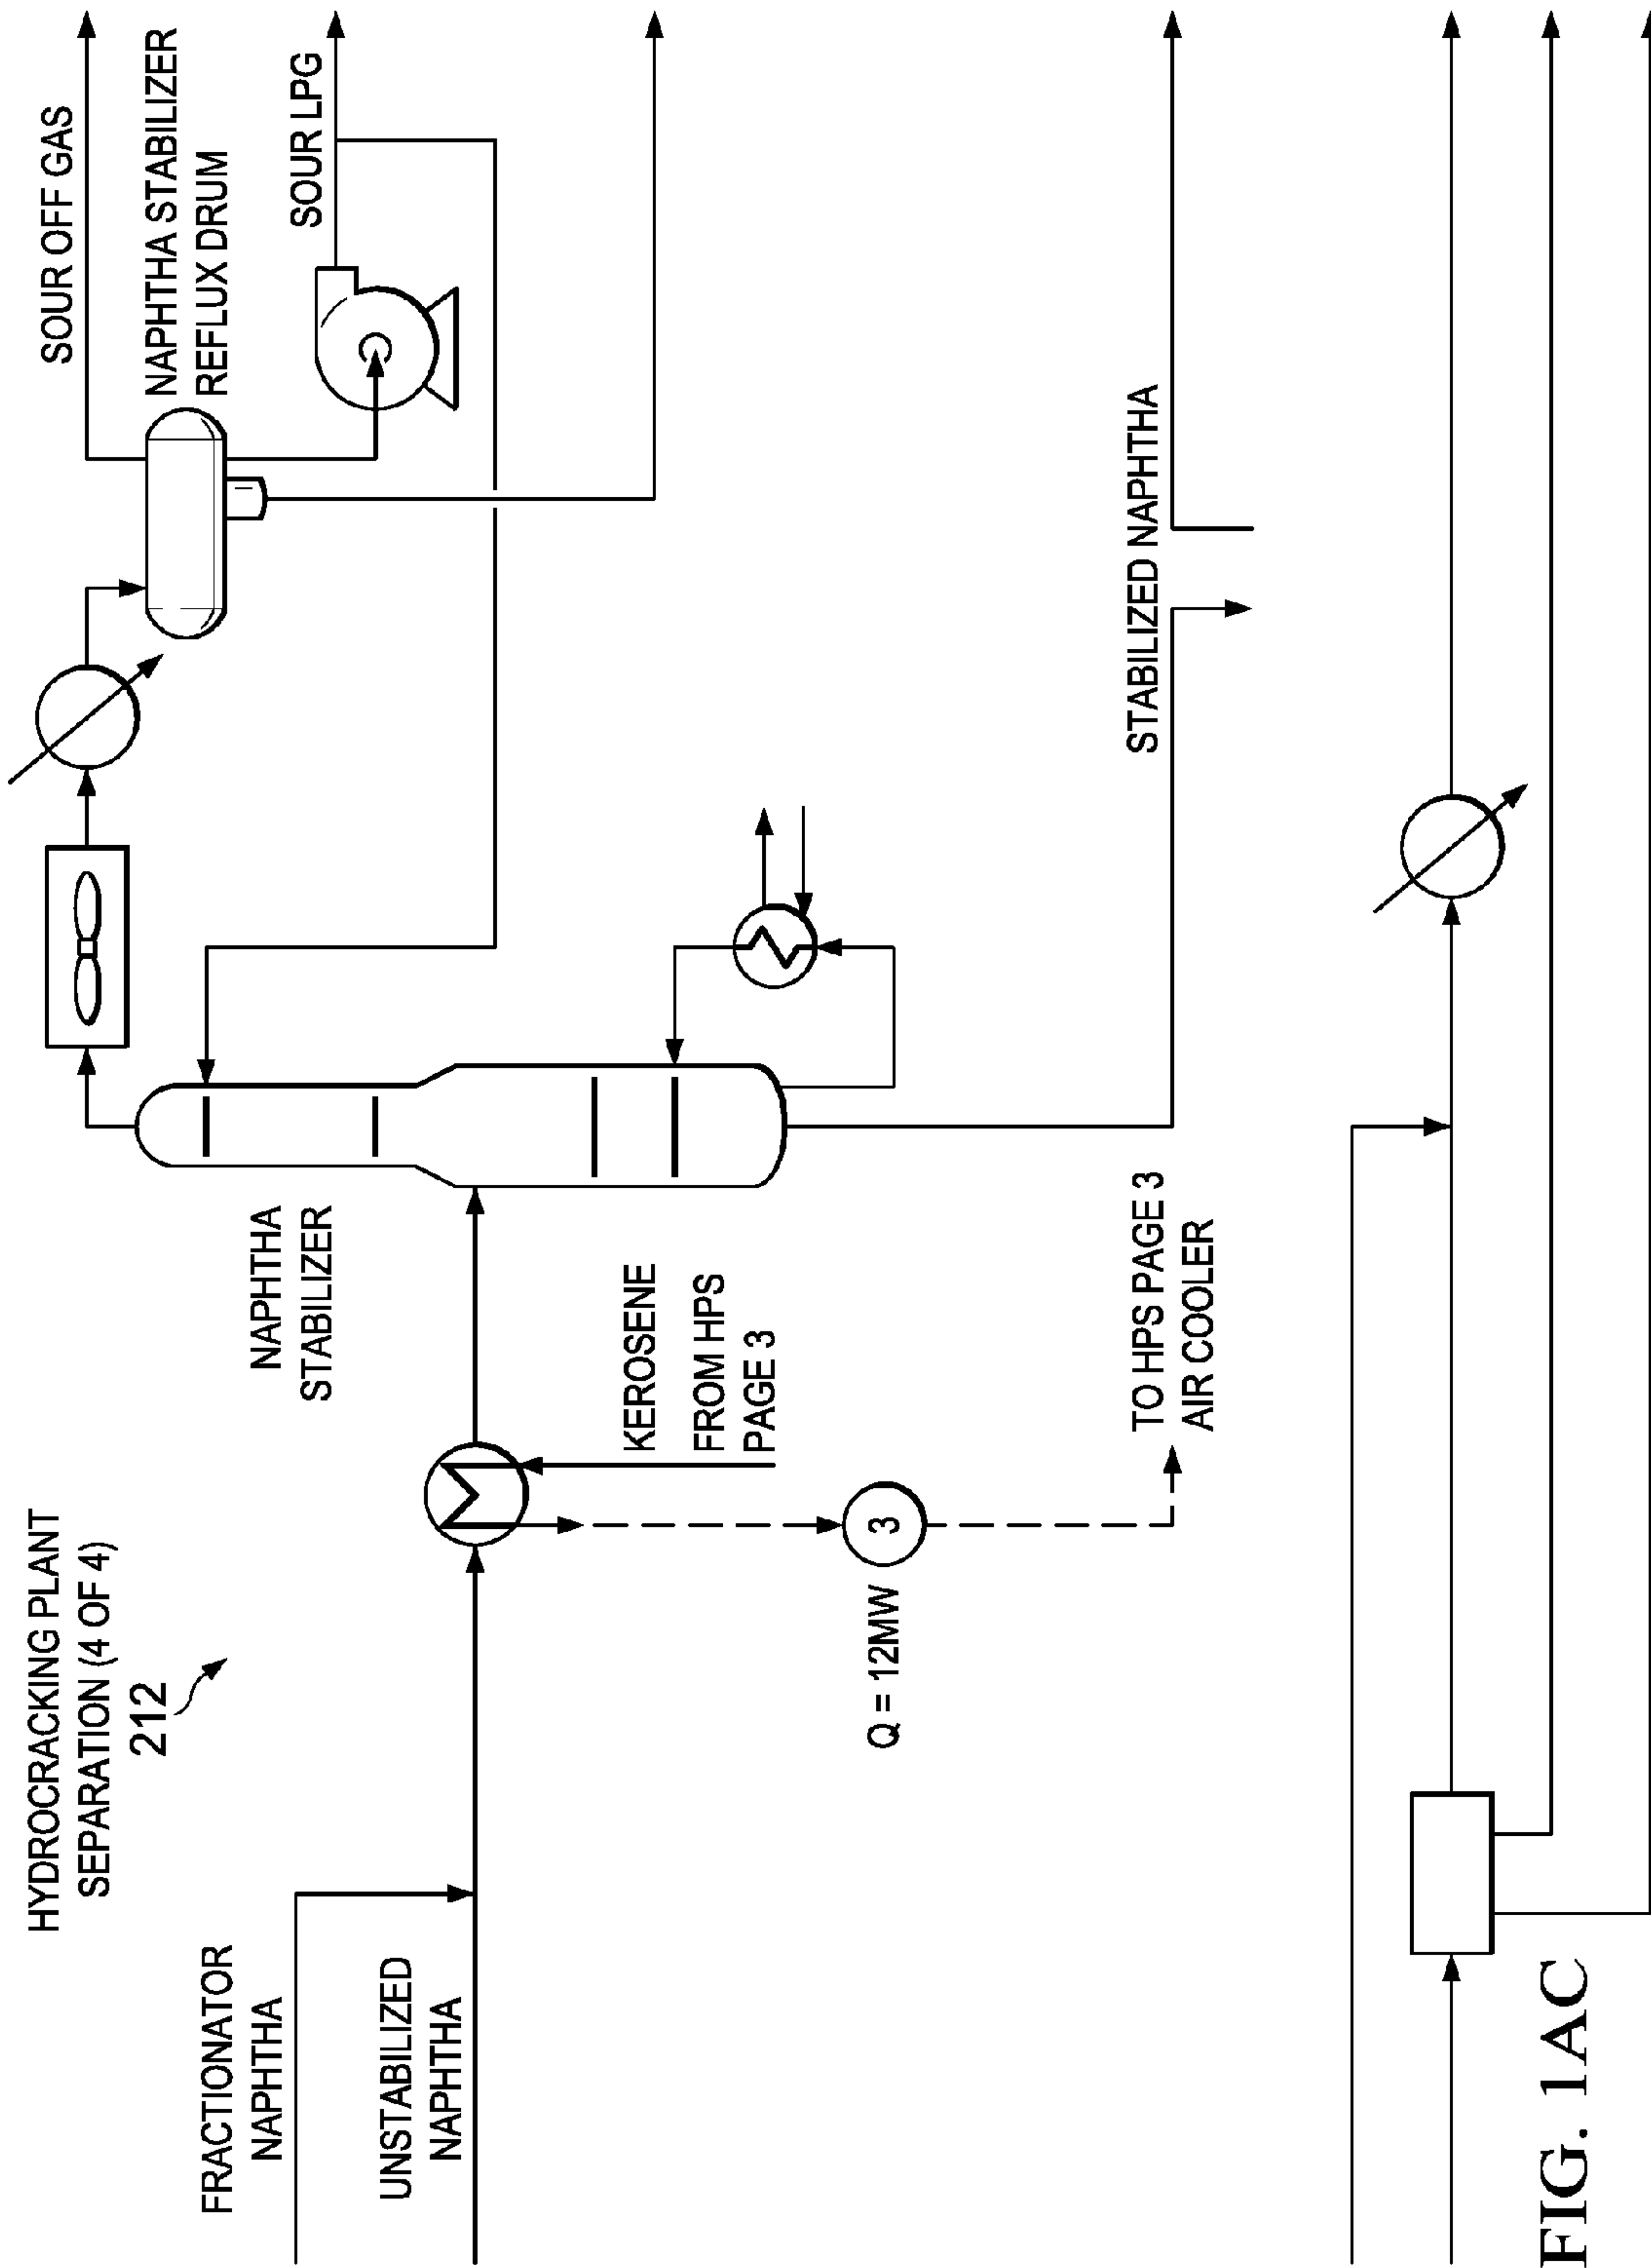 HYDROCRACKING PLANT
SEPARATION (4 OF 4)
212
FRACTIONATOR
NAPHTHA
UNSTABILIZED
NAPHTHA
NAPHTHA
STABILIZER
SOUR OFF GAS
NAPHTHA STABILIZER
REFLUX DRUM
SOUR LPG
KEROSENE
FROM HPS
PAGE 3
3
Q = 12MW
TO HPS PAGE 3
AIR COOLER
STABILIZED NAPHTHA
FIG. 1AC